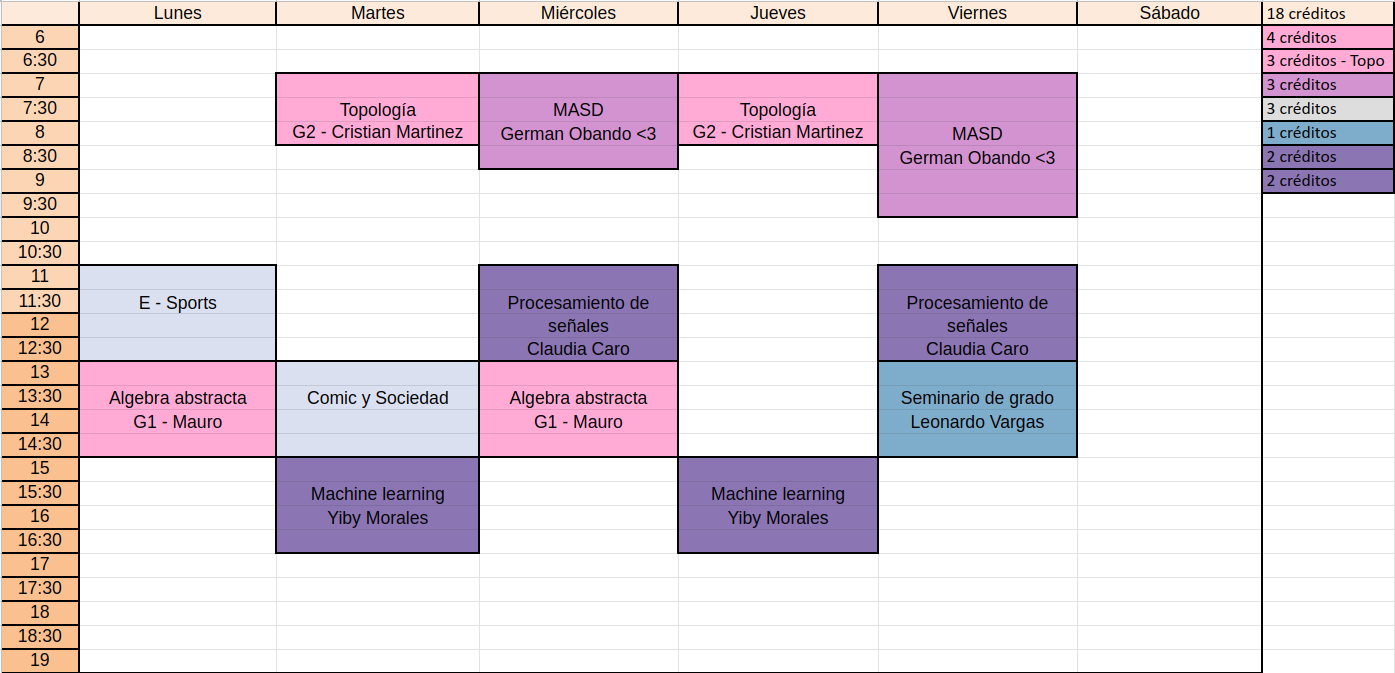 Lunes Martes Miércoles Jueves Viernes Sábado 18 créditos
6 4 créditos
6:30 3 créditos - Topo
7 3 créditos
7:30 Topología MASD Topología 3 créditos
8 G2 - Cristian Martinez German Obando <3 G2 - Cristian Martinez MASD 1 créditos
8:30 German Obando <3 2 créditos
9 2 créditos
9:30
10
10:30
11
11:30 E - Sports Procesamiento de Procesamiento de
12 señales señales
12:30 Claudia Caro Claudia Caro
13
13:30 Algebra abstracta Comic y Sociedad Algebra abstracta Seminario de grado
14 G1 - Mauro G1 - Mauro Leonardo Vargas
14:30
15
15:30 Machine learning Machine learning
16 Yiby Morales Yiby Morales
16:30
17
17:30
18
18:30
19